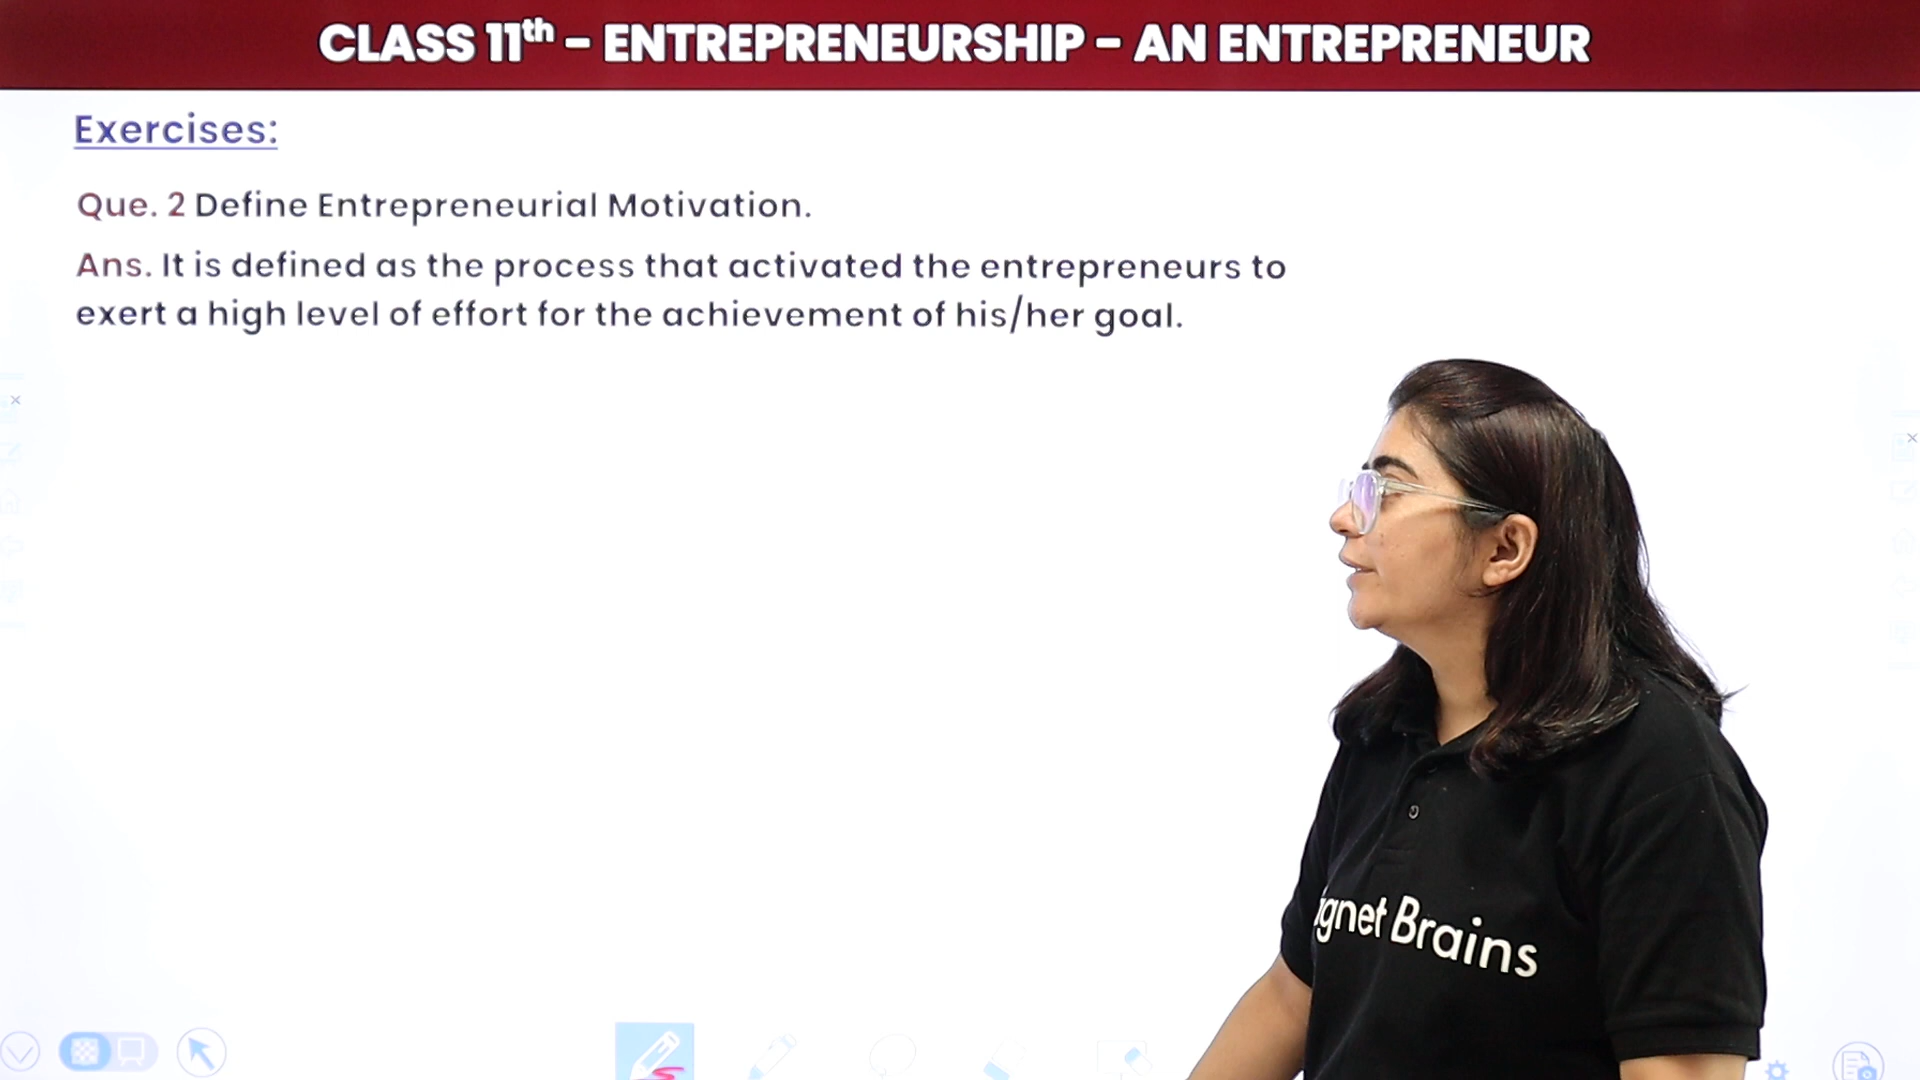 CLASS 11th - ENTREPRENEURSHIP - AN ENTREPRENEUR
Exercises:
Que. 2 Define Entrepreneurial Motivation.
Ans. It is defined as the process that activated the entrepreneurs to
exert a high level of effort for the achievement of his/her goal.
ignet Brains